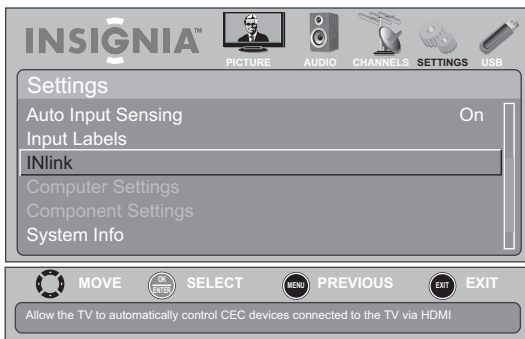 INSIGNIA™
PICTURE AUDIO CHANNELS SETTINGS USB
Settings
Auto Input Sensing On
Input Labels
INlink
Computer Settings
Component Settings
System Info
MOVE OK ENTER SELECT MENU PREVIOUS EXIT EXIT
Allow the TV to automatically control CEC devices connected to the TV via HDMI